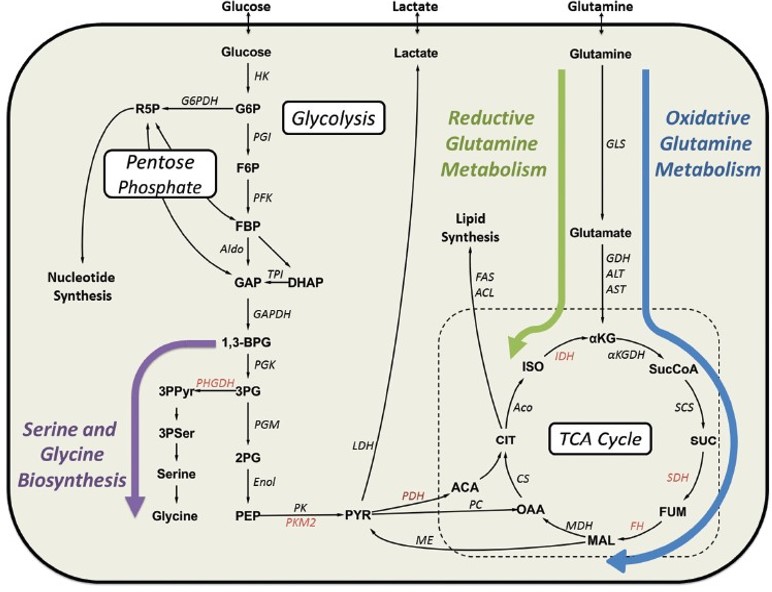 Glucose
Lactate
Glutamine
Glucose
Lactate
Glutamine
HK
R5P
G6PDH
G6P
Glycolysis
PGI
Pentose
Phosphate
F6P
PFK
FBP
Aldo
TPI
GAP
DHAP
Nucleotide
Synthesis
GAPDH
1,3-BPG
PGK
PHGDH
3PPyr
3PG
Serine and
Glycine
Biosynthesis
3PSer
PGM
2PG
Serine
Enol
Glycine
PEP
PK
PKM2
PYR
LDH
Reductive
Glutamine
Metabolism
Oxidative
Glutamine
Metabolism
GLS
Lipid
Synthesis
Glutamate
FAS
ACL
GDH
ALT
AST
αKG
IDH
αKGDH
ISO
SucCoA
Aco
SCS
CIT
TCA Cycle
SUC
CS
SDH
ACA
PDH
PC
OAA
FUM
MDH
FH
MAL
ME